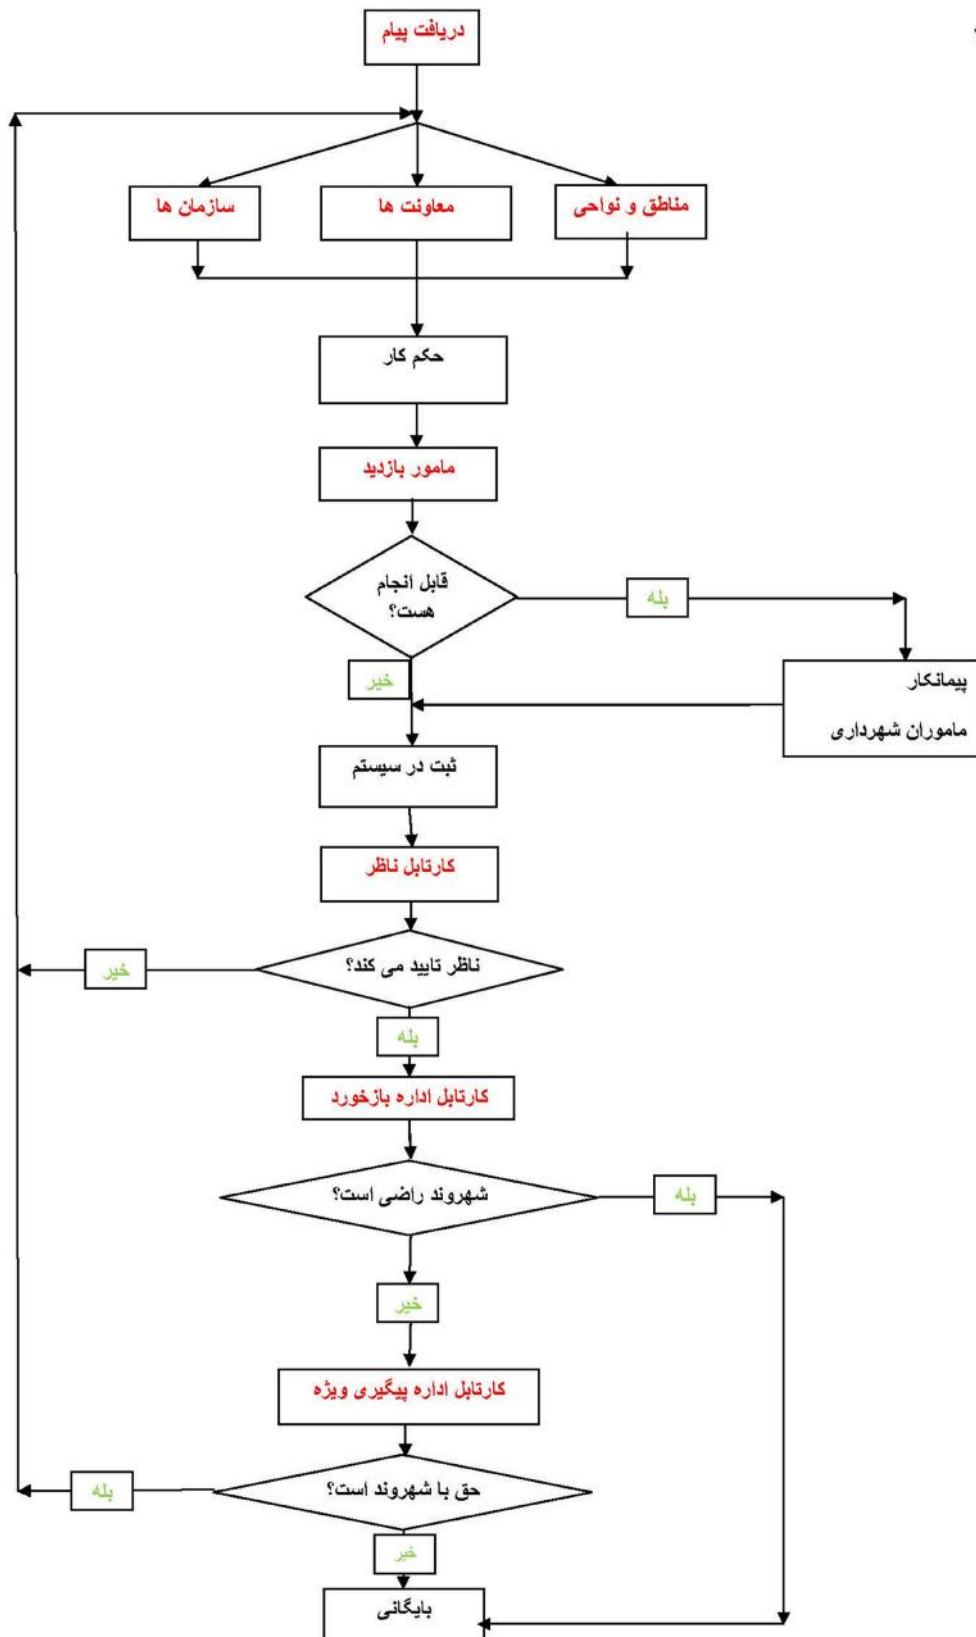 دریافت پیام
مناطق و نواحی
معاونت ها
سازمان ها
حکم کار
مامور بازدید
قابل انجام
هست؟
بله
خیر
پیمانکار
ماموران شهرداری
ثبت در سیستم
کارتابل ناظر
ناظر تایید می کند؟
خیر
بله
کارتابل اداره بازخورد
شهروند راضی است؟
بله
خیر
کارتابل اداره پیگیری ویژه
حق با شهروند است؟
بله
خیر
بایگانی